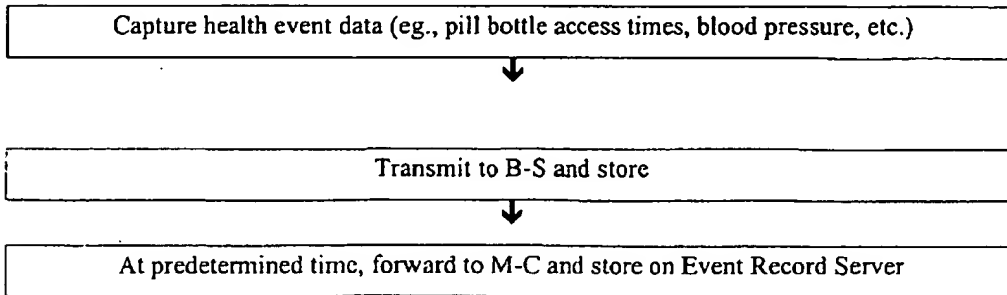 Capture health event data (eg., pill bottle access times, blood pressure, etc.)
Transmit to B-S and store
At predetermined time, forward to M-C and store on Event Record Server